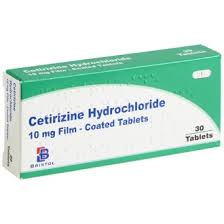 Cetirizine Hydrochloride
10 mg Film - Coated Tablets
30
Tablets
BRISTOL